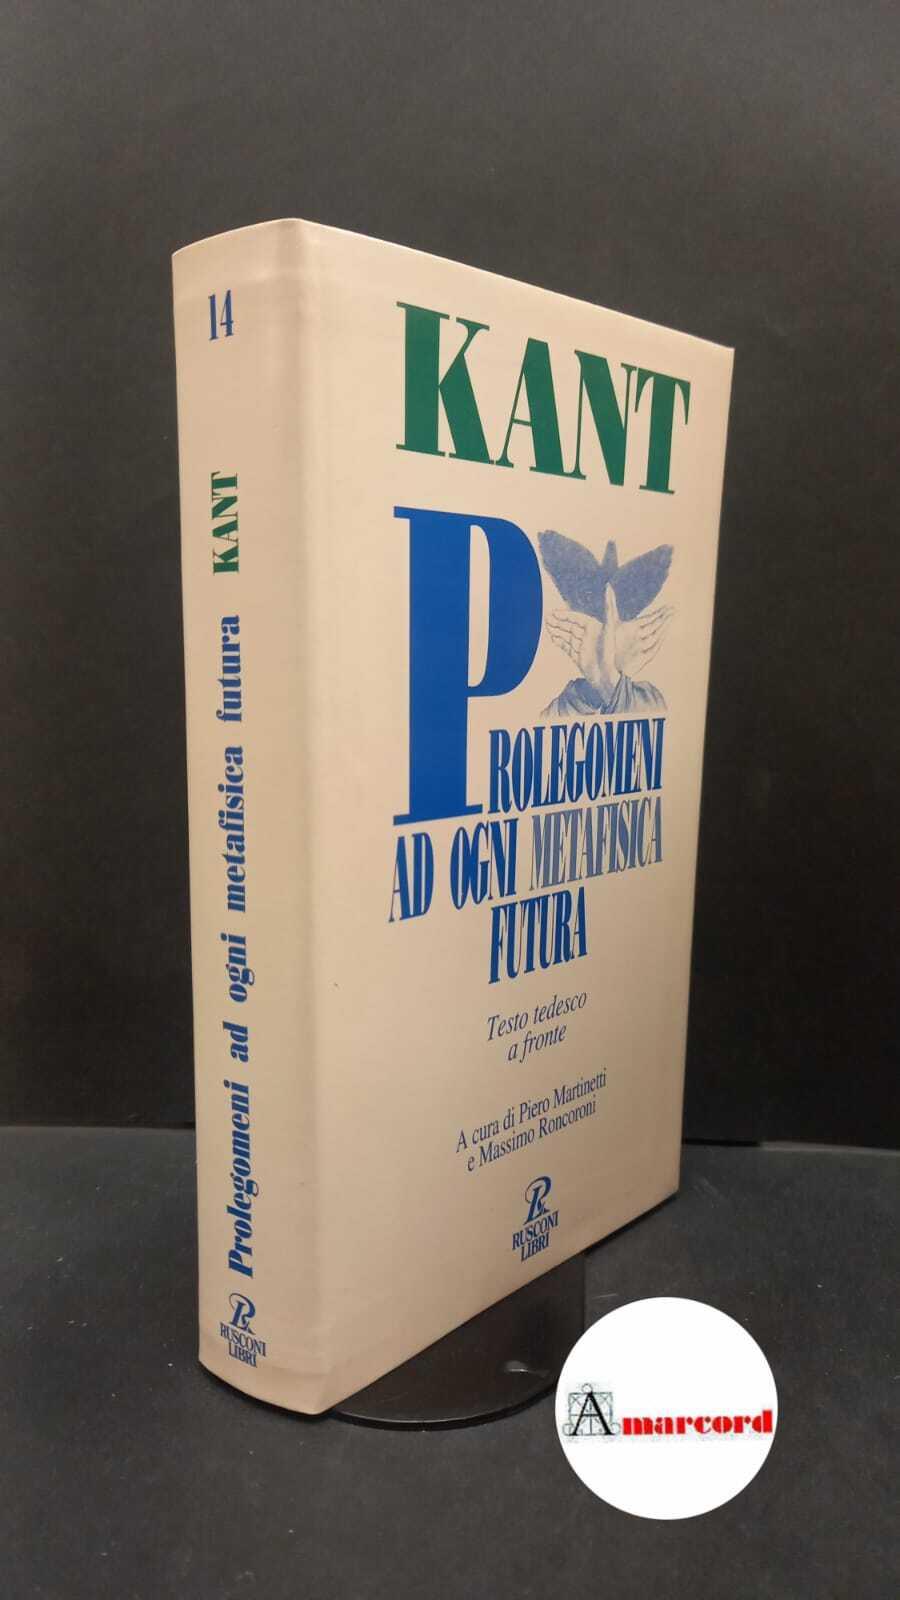 14
KANT
Prolegomeni ad ogni metafisica futura
RUSCONI
LIBRI
KANT
PROLEGOMENI
AD OGNI METAFISICA
FUTURA
Testo tedesco
a fronte
A cura di Piero Martinetti
e Massimo Roncoroni
RUSCONI
LIBRI
Amarcord